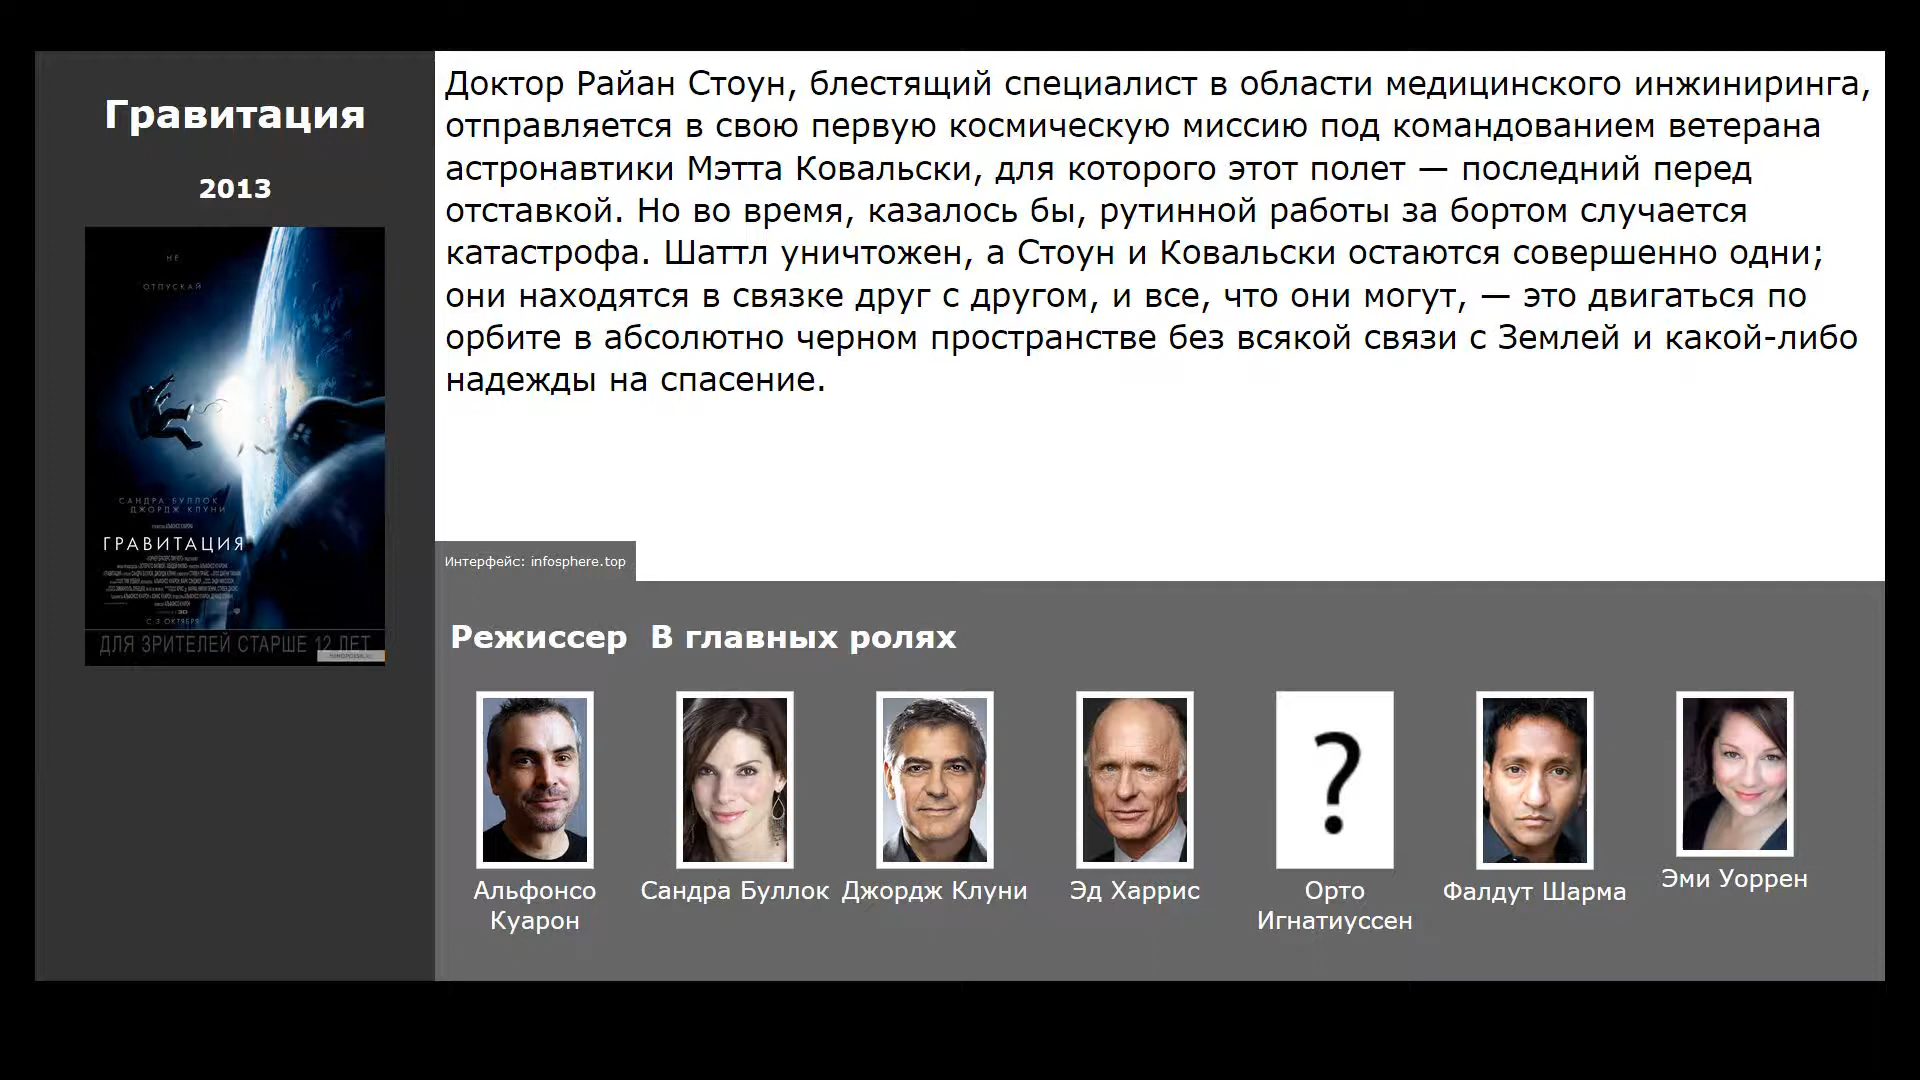 Гравитация
2013
НЕ
ОТПУСКАЙ
САНДРА БУЛЛОК
ДЖОРДЖ КЛУНИ
ГРАВИТАЦИЯ
С 3 ОКТЯБРЯ
ДЛЯ ЗРИТЕЛЕЙ СТАРШЕ 12 ЛЕТ
Доктор Райан Стоун, блестящий специалист в области медицинского инжиниринга,
отправляется в свою первую космическую миссию под командованием ветерана
астронавтики Мэтта Ковальски, для которого этот полет — последний перед
отставкой. Но во время, казалось бы, рутинной работы за бортом случается
катастрофа. Шаттл уничтожен, а Стоун и Ковальски остаются совершенно одни;
они находятся в связке друг с другом, и все, что они могут, — это двигаться по
орбите в абсолютно черном пространстве без всякой связи с Землей и какой-либо
надежды на спасение.
Интерфейс: infosphere.top
Режиссер В главных ролях
?
Альфонсо
Куарон
Сандра Буллок
Джордж Клуни
Эд Харрис
Орто
Игнатиуссен
Фалдут Шарма
Эми Уоррен